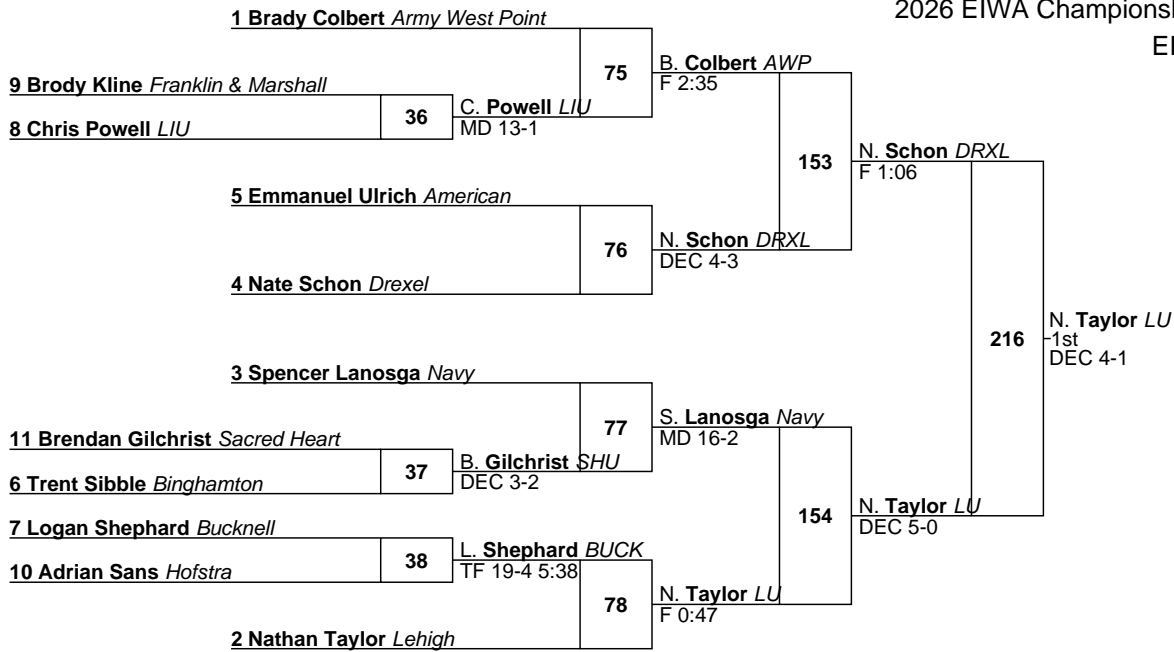 2026 EIWA Championsh
EI
1 Brady Colbert Army West Point
75
B. Colbert AWP
F 2:35
9 Brody Kline Franklin & Marshall
36
C. Powell LIU
MD 13-1
8 Chris Powell LIU
153
N. Schon DRXL
F 1:06
5 Emmanuel Ulrich American
76
N. Schon DRXL
DEC 4-3
4 Nate Schon Drexel
216
N. Taylor LU
1st
DEC 4-1
3 Spencer Lanosga Navy
77
S. Lanosga Navy
MD 16-2
11 Brendan Gilchrist Sacred Heart
37
B. Gilchrist SHU
DEC 3-2
6 Trent Sibble Binghamton
154
N. Taylor LU
DEC 5-0
7 Logan Shephard Bucknell
38
L. Shephard BUCK
TF 19-4 5:38
10 Adrian Sans Hofstra
78
N. Taylor LU
F 0:47
2 Nathan Taylor Lehigh